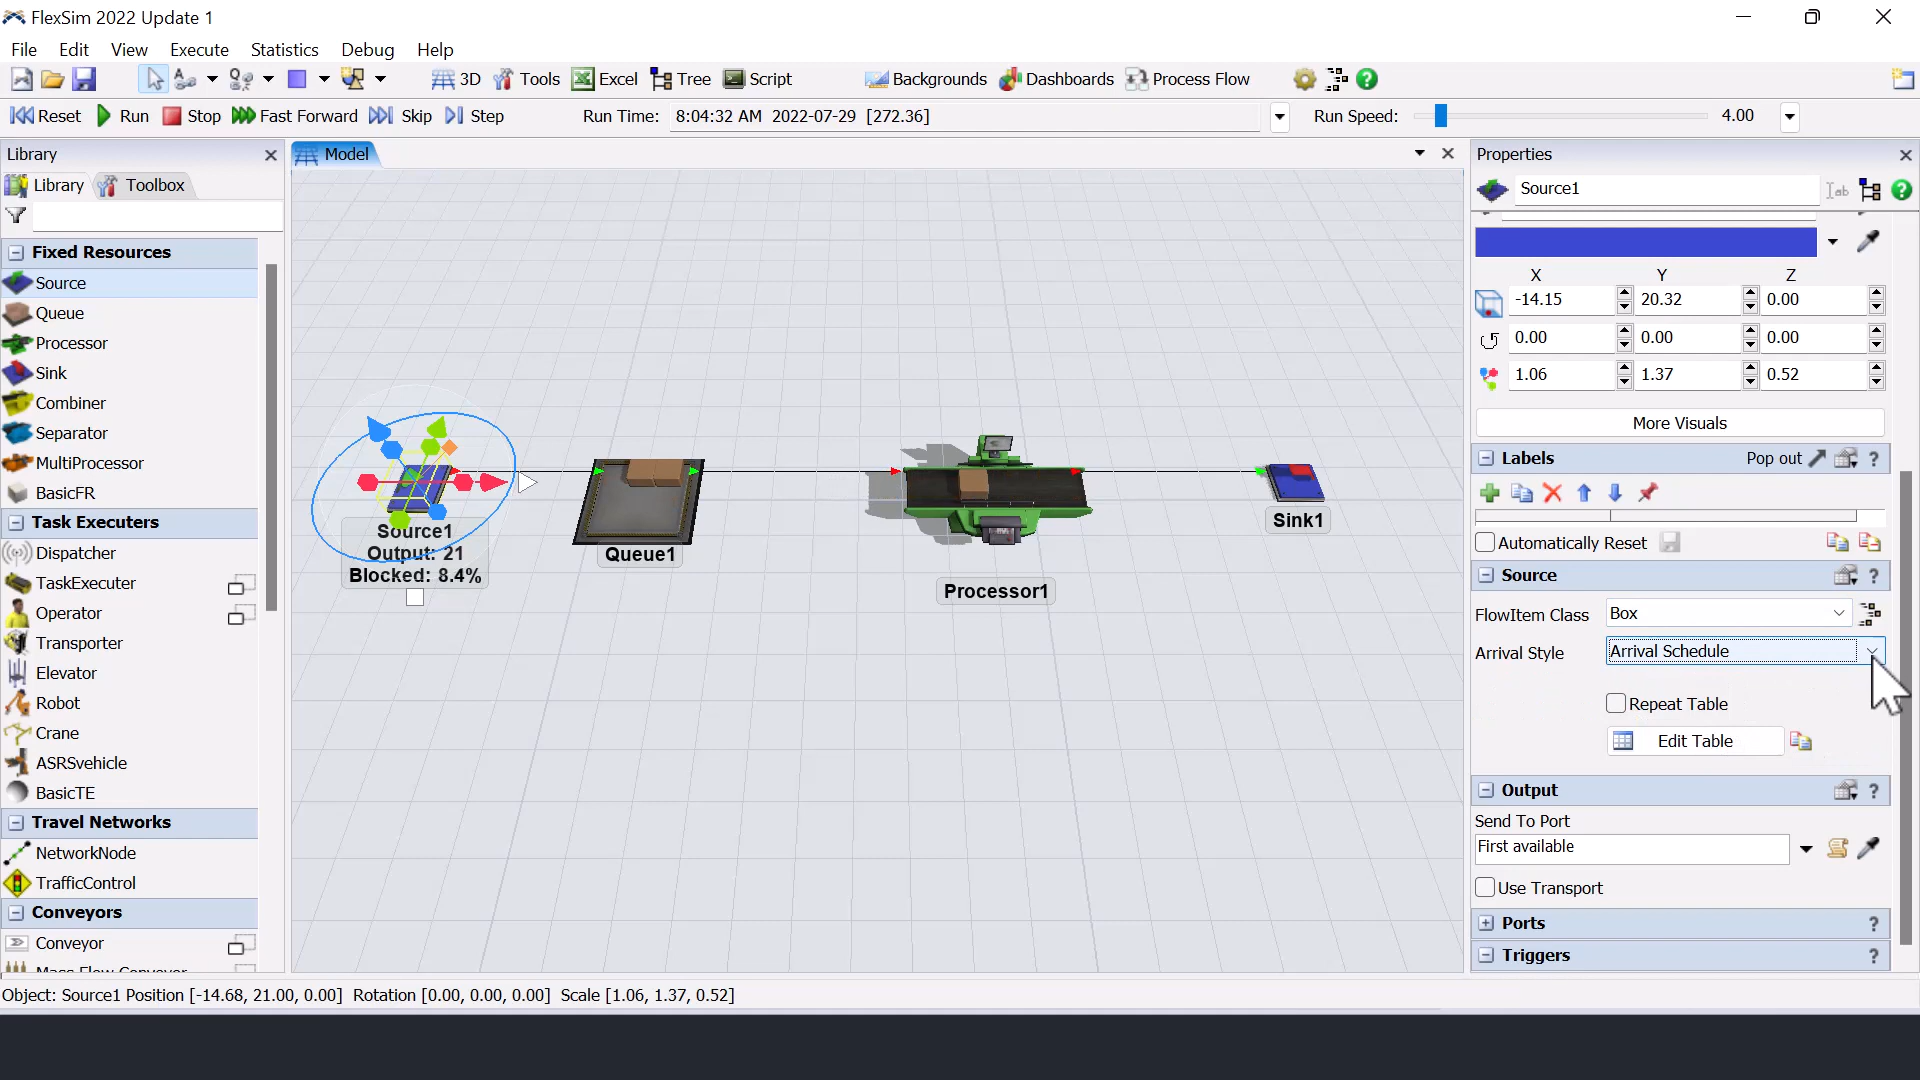 FlexSim 2022 Update 1
File Edit View Execute Statistics Debug Help
3D Tools Excel Tree Script Backgrounds Dashboards Process Flow
Reset Run Stop Fast Forward Skip Step Run Time: 8:04:32 AM 2022-07-29 [272.36] Run Speed: 4.00
Library
Library Toolbox
Fixed Resources
Source
Queue
Processor
Sink
Combiner
Separator
MultiProcessor
BasicFR
Task Executers
Dispatcher
TaskExecuter
Operator
Transporter
Elevator
Robot
Crane
ASRSvehicle
BasicTE
Travel Networks
NetworkNode
TrafficControl
Conveyors
Conveyor
Model
Source1
Output: 21
Blocked: 8.4%
Queue1
Processor1
Sink1
Properties
Source1
X Y Z
-14.15 20.32 0.00
0.00 0.00 0.00
1.06 1.37 0.52
More Visuals
Labels Pop out ?
Automatically Reset
Source ?
FlowItem Class Box
Arrival Style Arrival Schedule
Repeat Table
Edit Table
Output ?
Send To Port
First available
Use Transport
Ports ?
Triggers ?
Object: Source1 Position [-14.68, 21.00, 0.00] Rotation [0.00, 0.00, 0.00] Scale [1.06, 1.37, 0.52]